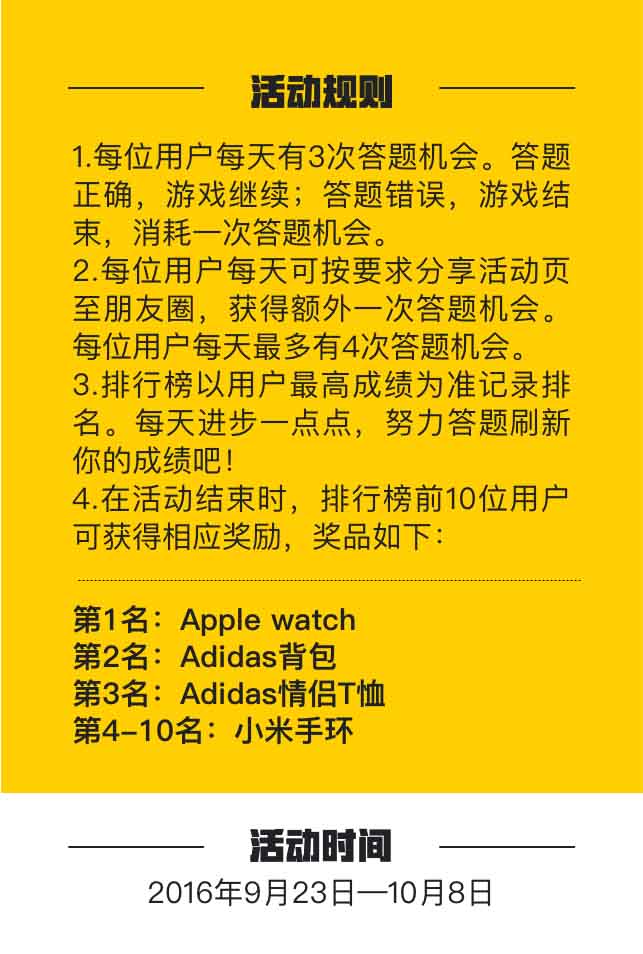 活动规则
1.每位用户每天有3次答题机会。答题
正确，游戏继续；答题错误，游戏结
束，消耗一次答题机会。
2.每位用户每天可按要求分享活动页
至朋友圈，获得额外一次答题机会。
每位用户每天最多有4次答题机会。
3.排行榜以用户最高成绩为准记录排
名。每天进步一点点，努力答题刷新
你的成绩吧！
4.在活动结束时，排行榜前10位用户
可获得相应奖励，奖品如下：
第1名：Apple watch
第2名：Adidas背包
第3名：Adidas情侣T恤
第4–10名：小米手环
活动时间
2016年9月23日—10月8日